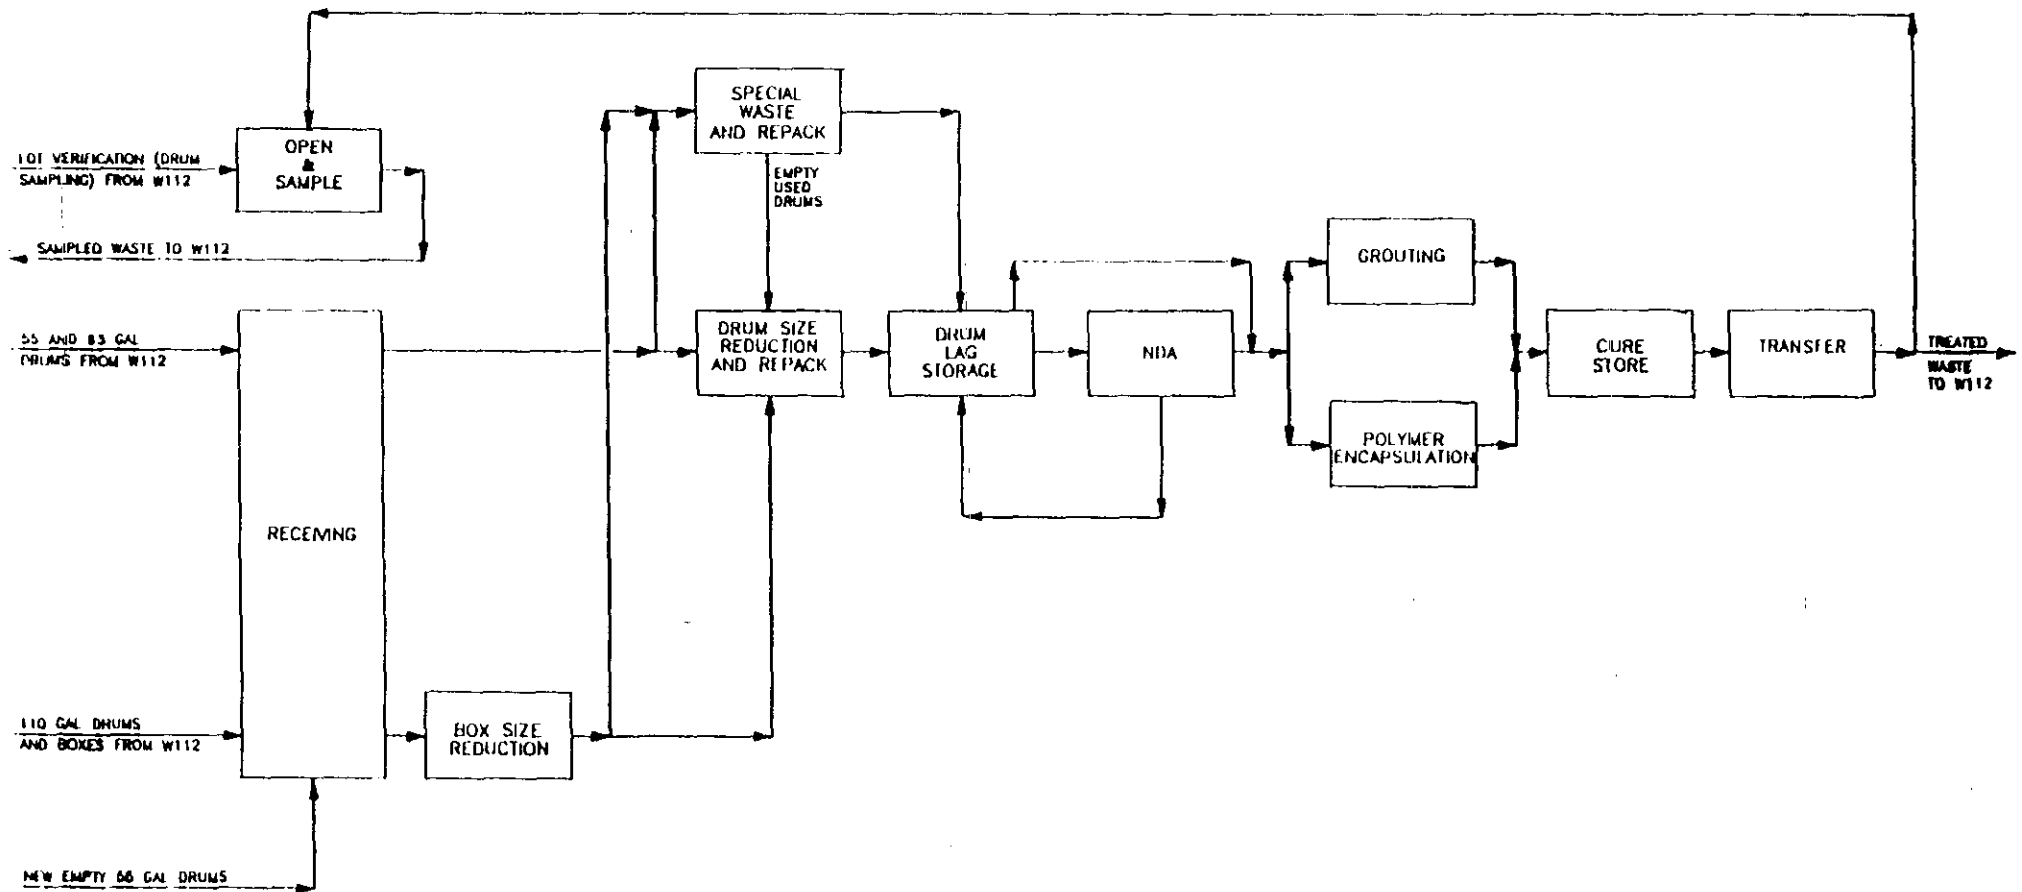 SPECIAL
WASTE
AND REPACK
OPEN
&
SAMPLE
LOT VERIFICATION (DRUM
SAMPLING) FROM W112
EMPTY
USED
DRUMS
SAMPLED WASTE TO W112
GROUTING
55 AND 85 GAL
DRUMS FROM W112
DRUM SIZE
REDUCTION
AND REPACK
DRUM
LAG
STORAGE
NDA
CURE
STORE
TRANSFER
TREATED
WASTE
TO W112
POLYMER
ENCAPSULATION
RECEIVING
110 GAL DRUMS
AND BOXES FROM W112
BOX SIZE
REDUCTION
NEW EMPTY GAL DRUMS